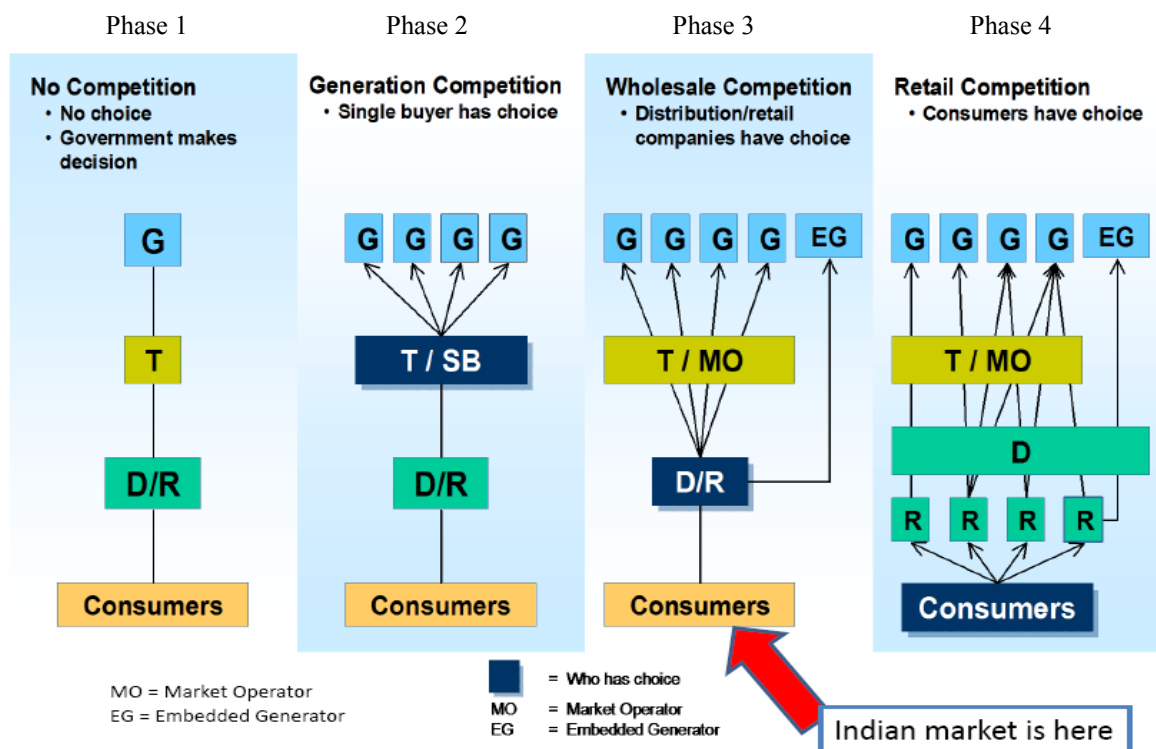 Phase 1
Phase 2
Phase 3
Phase 4
No Competition
• No choice
• Government makes
decision
Generation Competition
• Single buyer has choice
Wholesale Competition
• Distribution/retail
companies have choice
Retail Competition
• Consumers have choice
G
T
D/R
Consumers
G G G G
T / SB
D/R
Consumers
G G G G EG
T / MO
D/R
Consumers
G G G G EG
T / MO
D
R R R R
Consumers
MO = Market Operator
EG = Embedded Generator
= Who has choice
MO = Market Operator
EG = Embedded Generator
Indian market is here